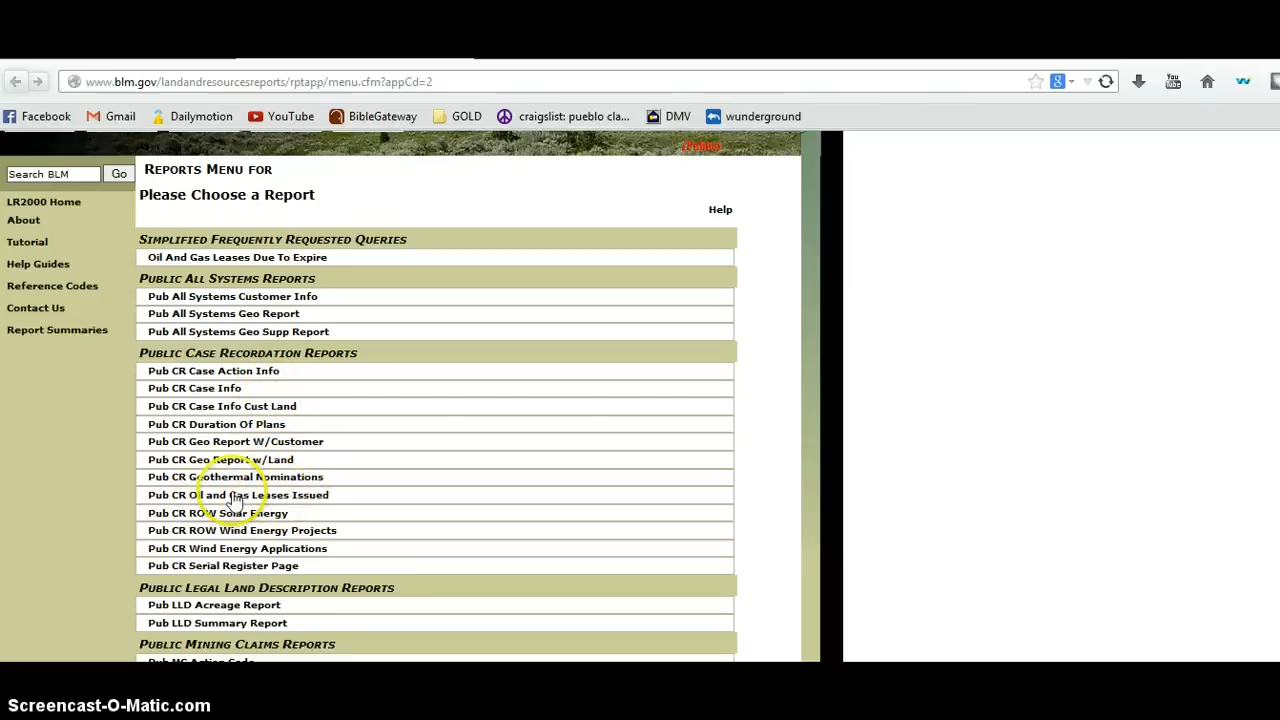 www.blm.gov/landandresourcesreports/rptapp/menu.cfm?appCd=2
Facebook Gmail Dailymotion YouTube BibleGateway GOLD craigslist: pueblo cla... DMV wunderground
(Public)
Search BLM Go
LR2000 Home
About
Tutorial
Help Guides
Reference Codes
Contact Us
Report Summaries
REPORTS MENU FOR
Please Choose a Report
Help
SIMPLIFIED FREQUENTLY REQUESTED QUERIES
Oil And Gas Leases Due To Expire
PUBLIC ALL SYSTEMS REPORTS
Pub All Systems Customer Info
Pub All Systems Geo Report
Pub All Systems Geo Supp Report
PUBLIC CASE RECORDATION REPORTS
Pub CR Case Action Info
Pub CR Case Info
Pub CR Case Info Cust Land
Pub CR Duration Of Plans
Pub CR Geo Report W/Customer
Pub CR Geo Report w/Land
Pub CR Geothermal Nominations
Pub CR Oil and Gas Leases Issued
Pub CR ROW Solar Energy
Pub CR ROW Wind Energy Projects
Pub CR Wind Energy Applications
Pub CR Serial Register Page
PUBLIC LEGAL LAND DESCRIPTION REPORTS
Pub LLD Acreage Report
Pub LLD Summary Report
PUBLIC MINING CLAIMS REPORTS
Pub MC Action Code
Screencast-O-Matic.com